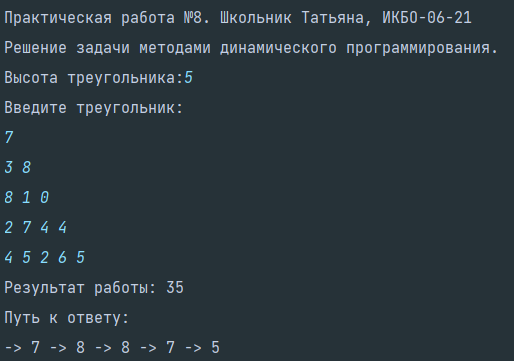 Практическая работа №8. Школьник Татьяна, ИКБО-06-21
Решение задачи методами динамического программирования.
Высота треугольника:5
Введите треугольник:
7
3 8
8 1 0
2 7 4 4
4 5 2 6 5
Результат работы: 35
Путь к ответу:
-> 7 -> 8 -> 8 -> 7 -> 5